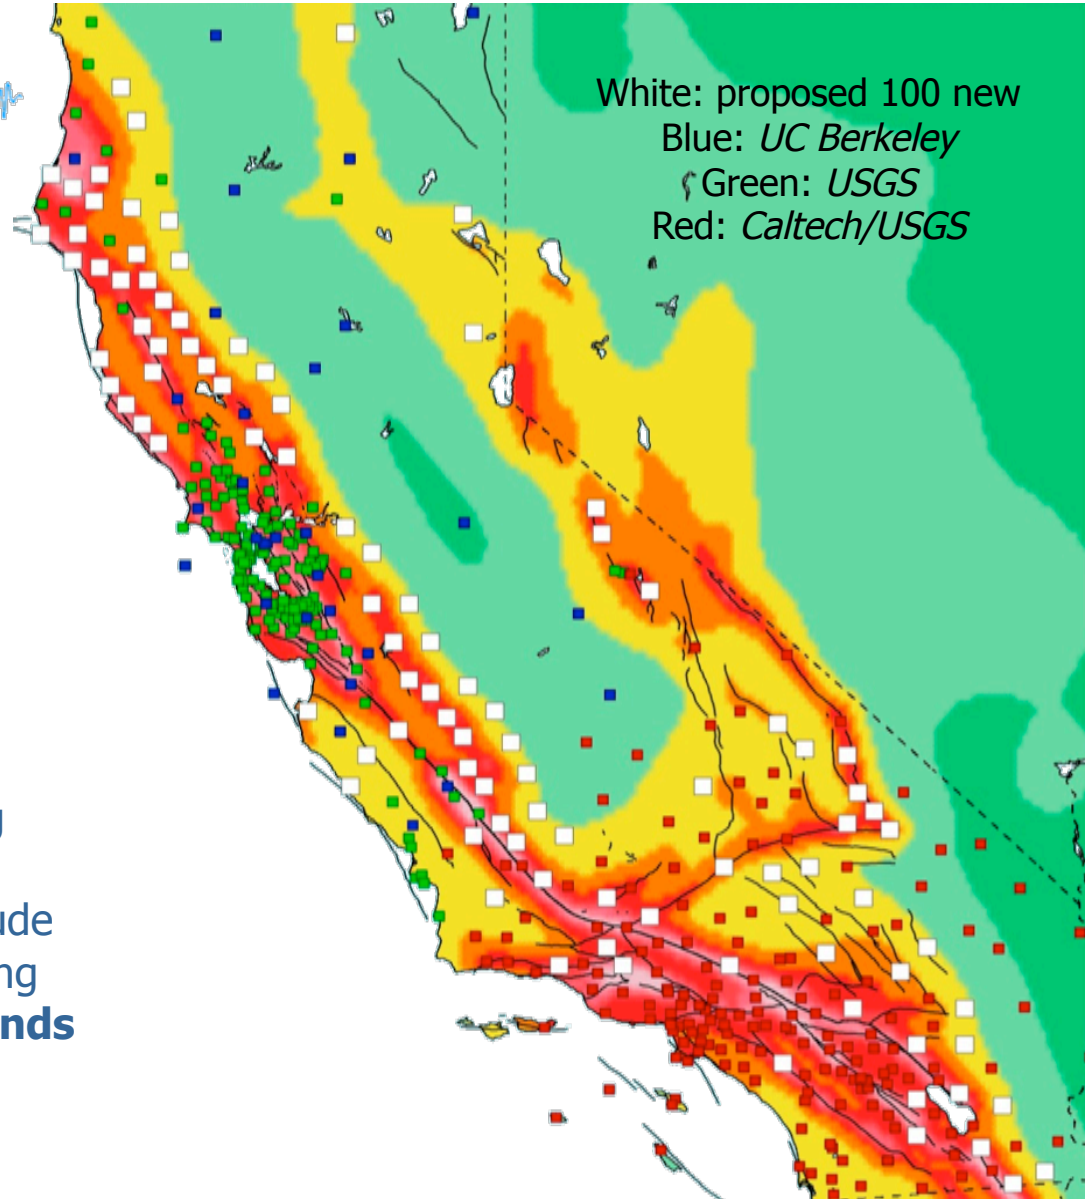 White: proposed 100 new
Blue: UC Berkeley
Green: USGS
Red: Caltech/USGS
g
ude
ng
nds